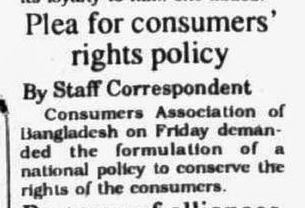 Plea for consumers'
rights policy
By Staff Correspondent
Consumers Association of
Bangladesh on Friday deman-
ded the formulation of a
national policy to conserve the
rights of the consumers.